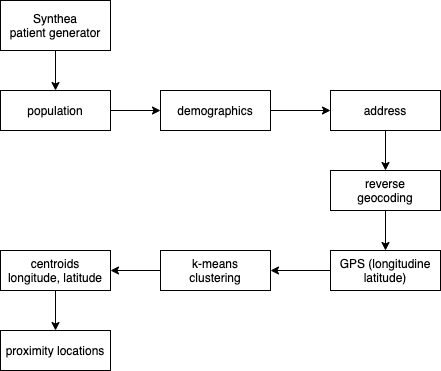 Synthea
patient generator
population
demographics
address
reverse
geocoding
GPS (longitudine
latitude)
k-means
clustering
centroids
longitude, latitude
proximity locations